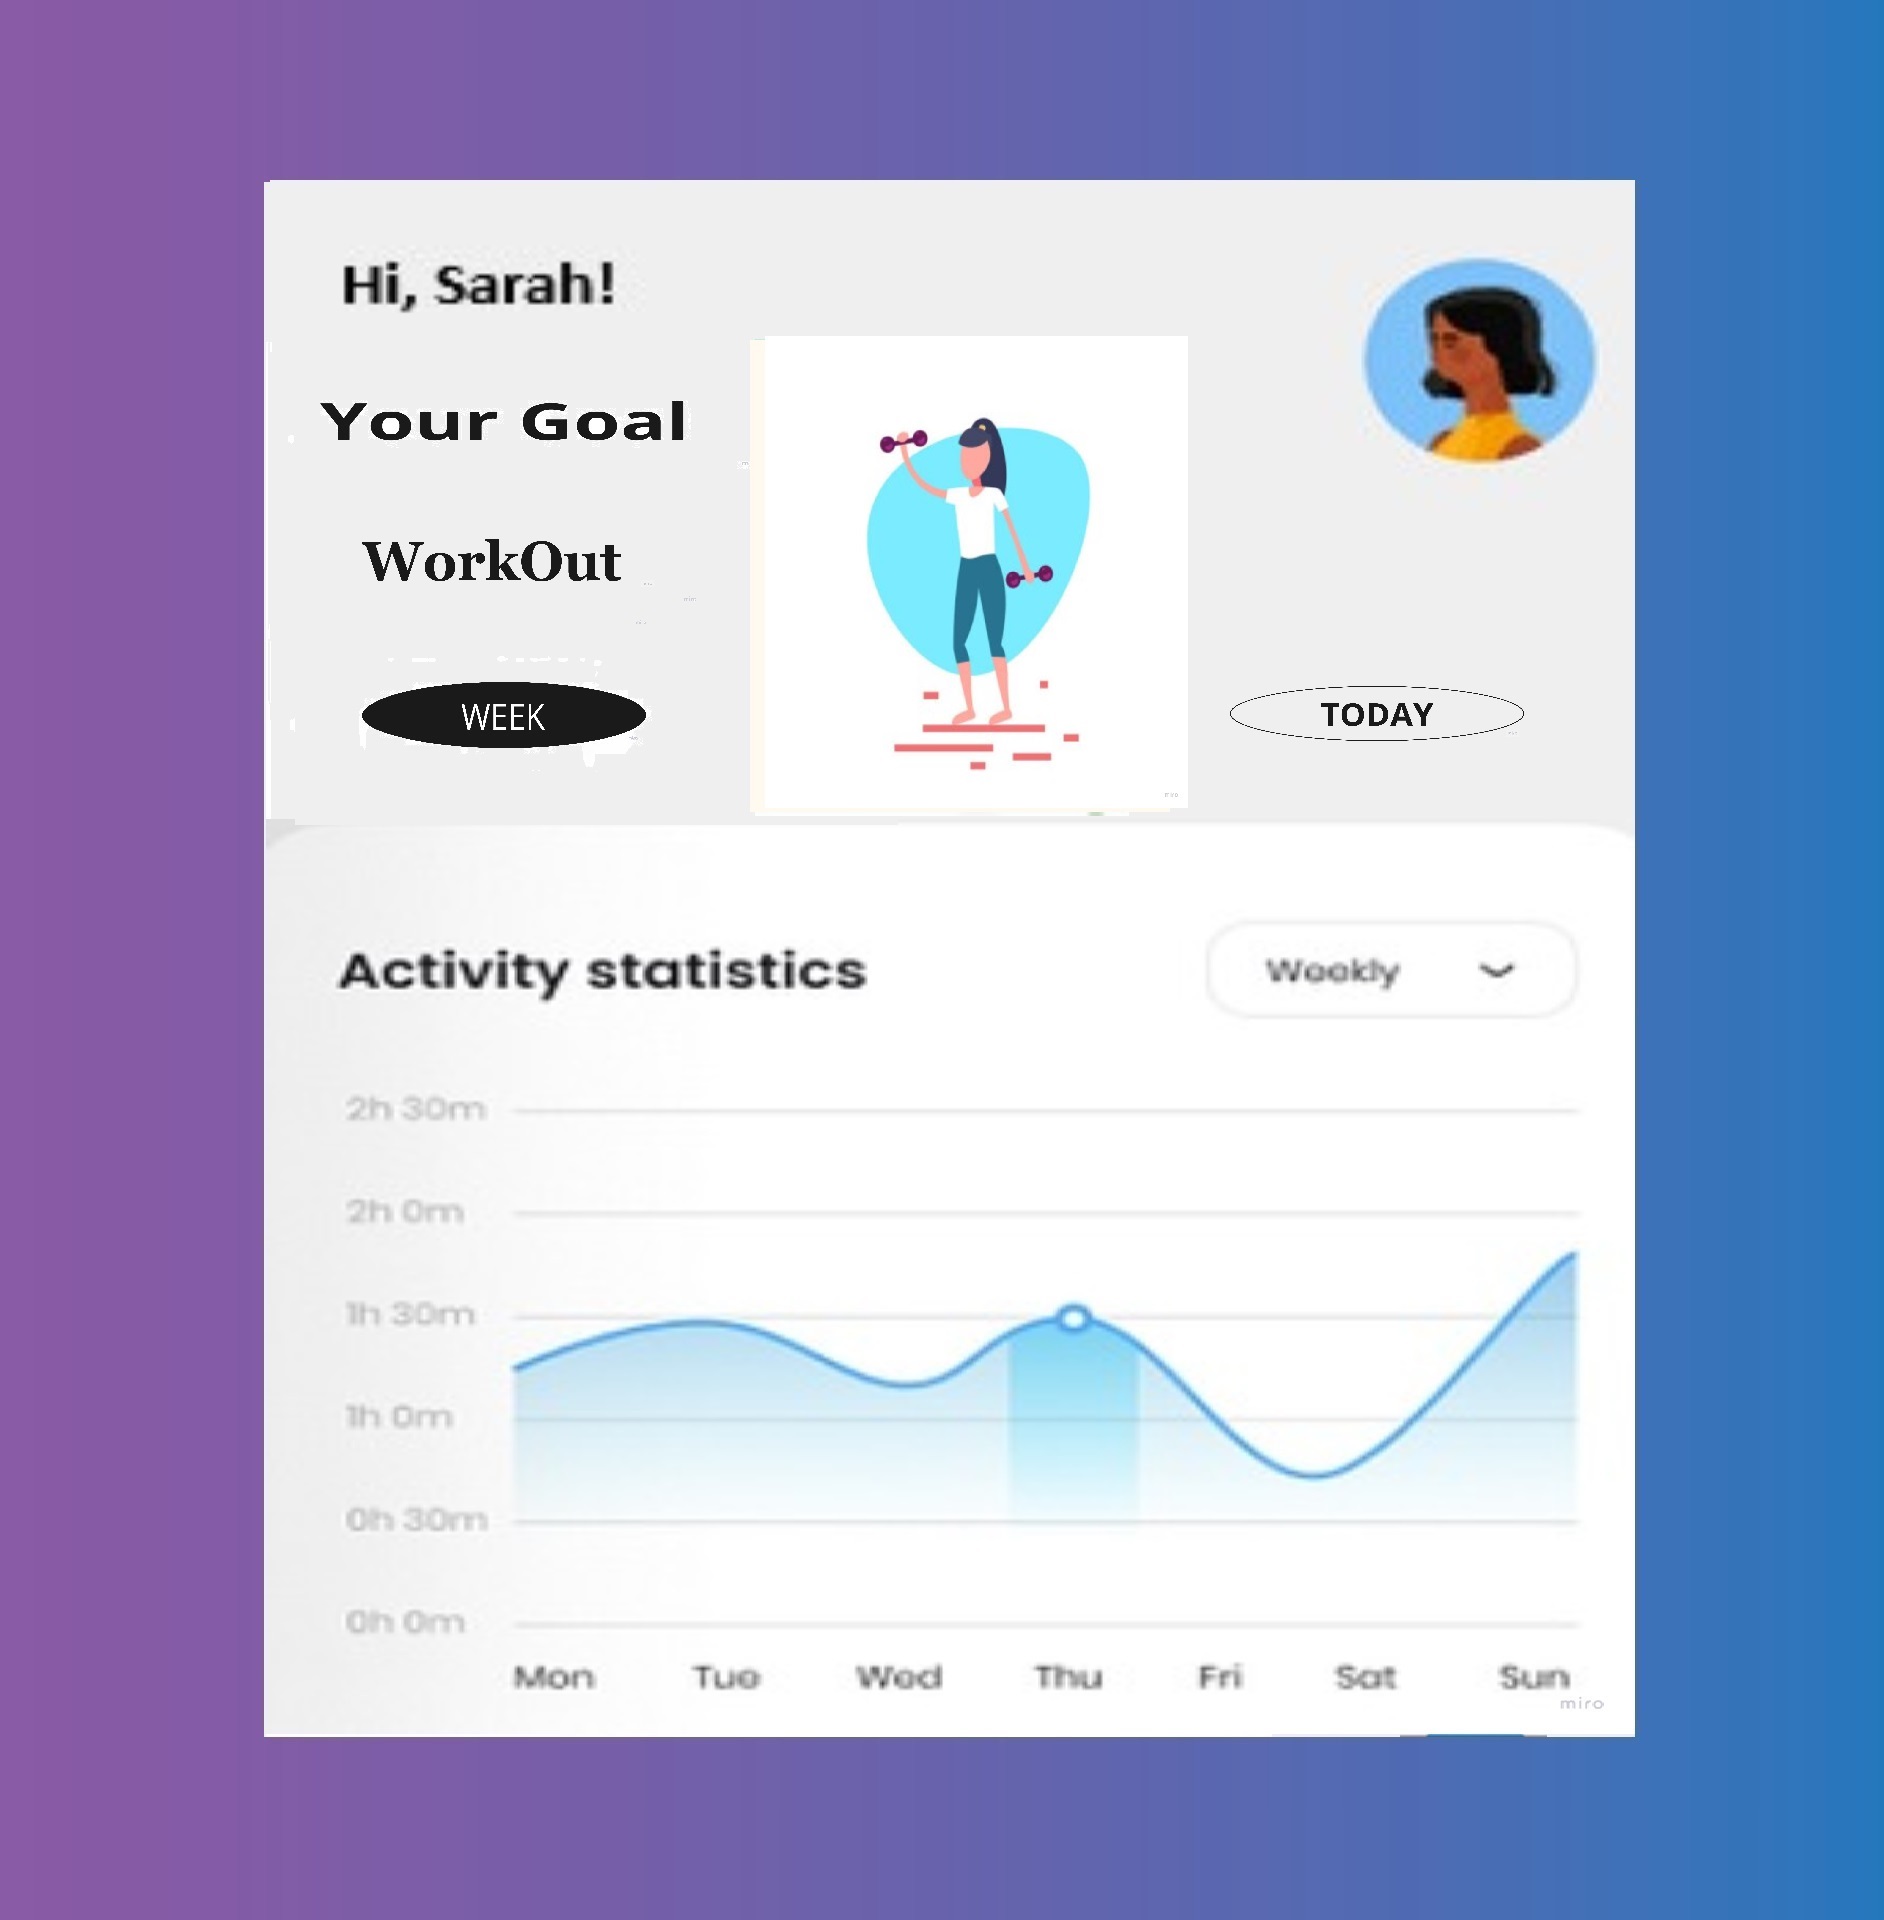 Hi, Sarah!
Your Goal
WorkOut
WEEK
TODAY
miro
Activity statistics
Weekly
2h 30m
2h 0m
1h 30m
1h 0m
0h 30m
0h 0m
Mon Tue Wed Thu Fri Sat Sun
miro